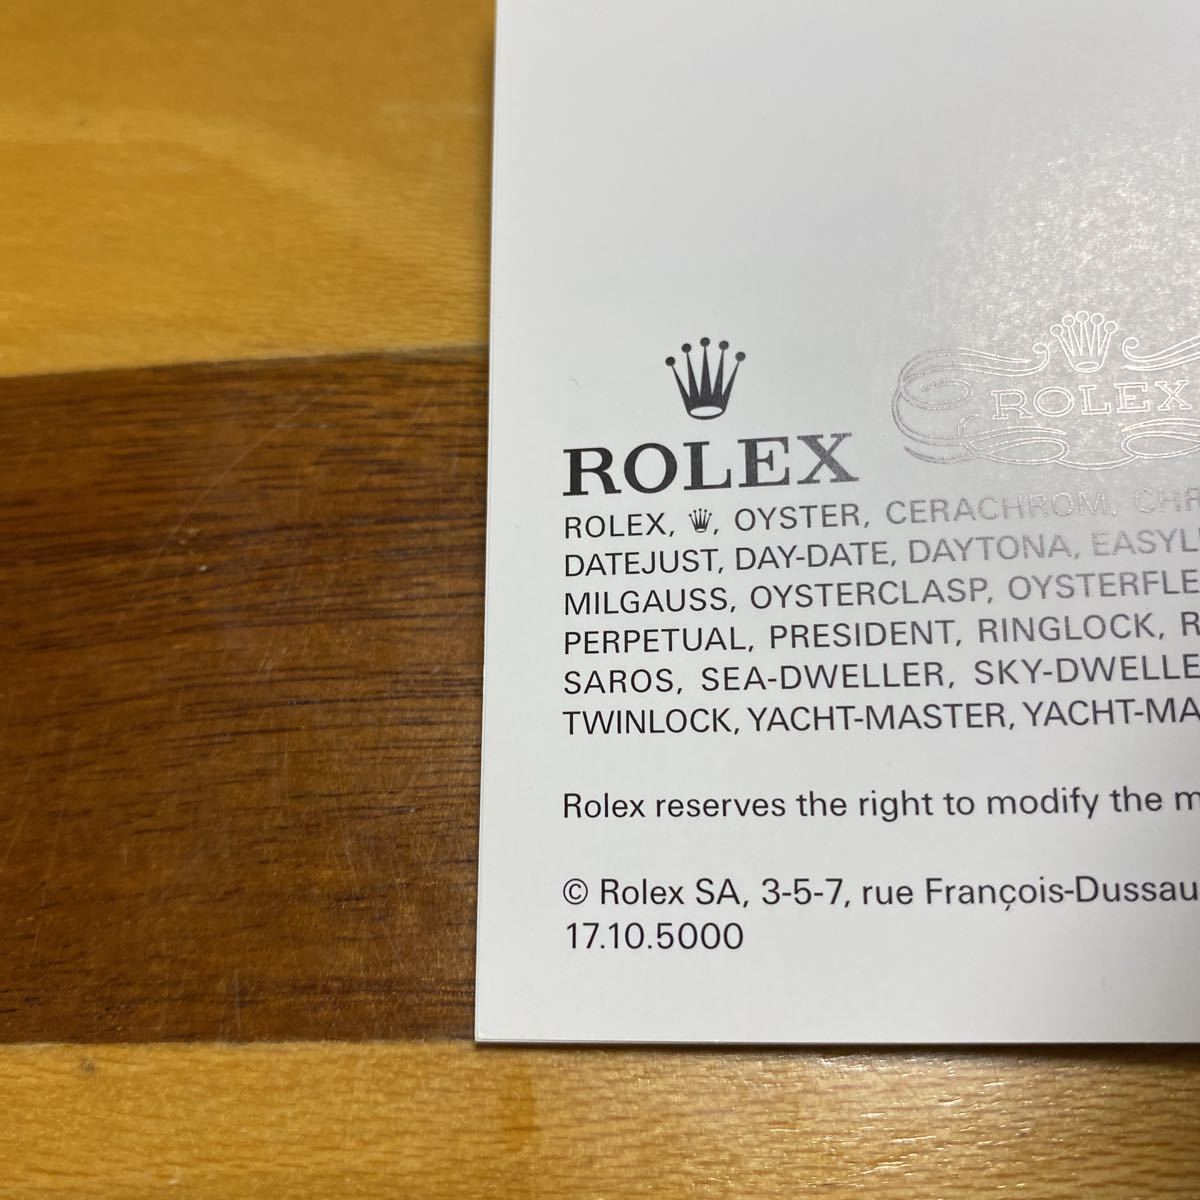 ROLEX
ROLEX
ROLEX, , OYSTER, CERACHROM,
DATEJUST, DAY-DATE, DAYTONA,
MILGAUSS, OYSTERCLASP,
PERPETUAL, PRESIDENT, RINGLOCK,
SAROS, SEA-DWELLER,
TWINLOCK, YACHT-MASTER,
Rolex reserves the right to modify the
© Rolex SA, 3-5-7, rue
17.10.5000